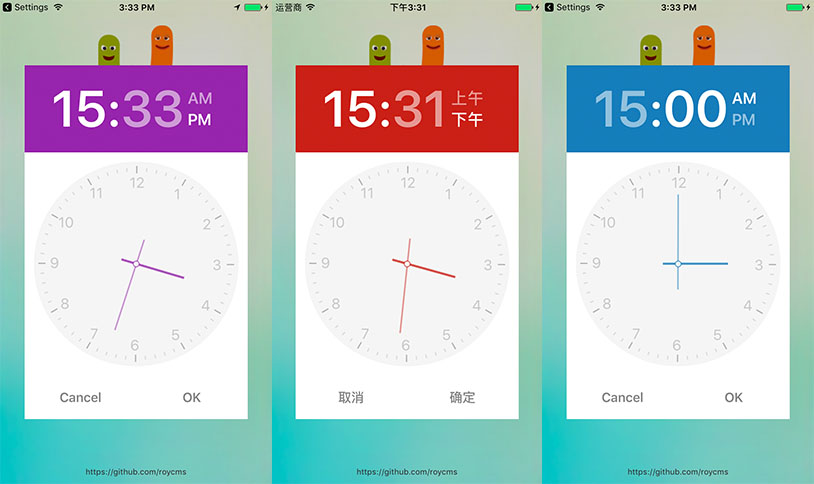 Settings 3:33 PM
15:33 AM
PM
12
11 1
10 2
9 3
8 4
7 5
6
Cancel OK
https://github.com/roycms
运营商 下午3:31
15:31 上午
下午
12
11 1
10 2
9 3
8 4
7 5
6
取消 确定
https://github.com/roycms
Settings 3:33 PM
15:00 AM
PM
12
11 1
10 2
9 3
8 4
7 5
6
Cancel OK
https://github.com/roycms